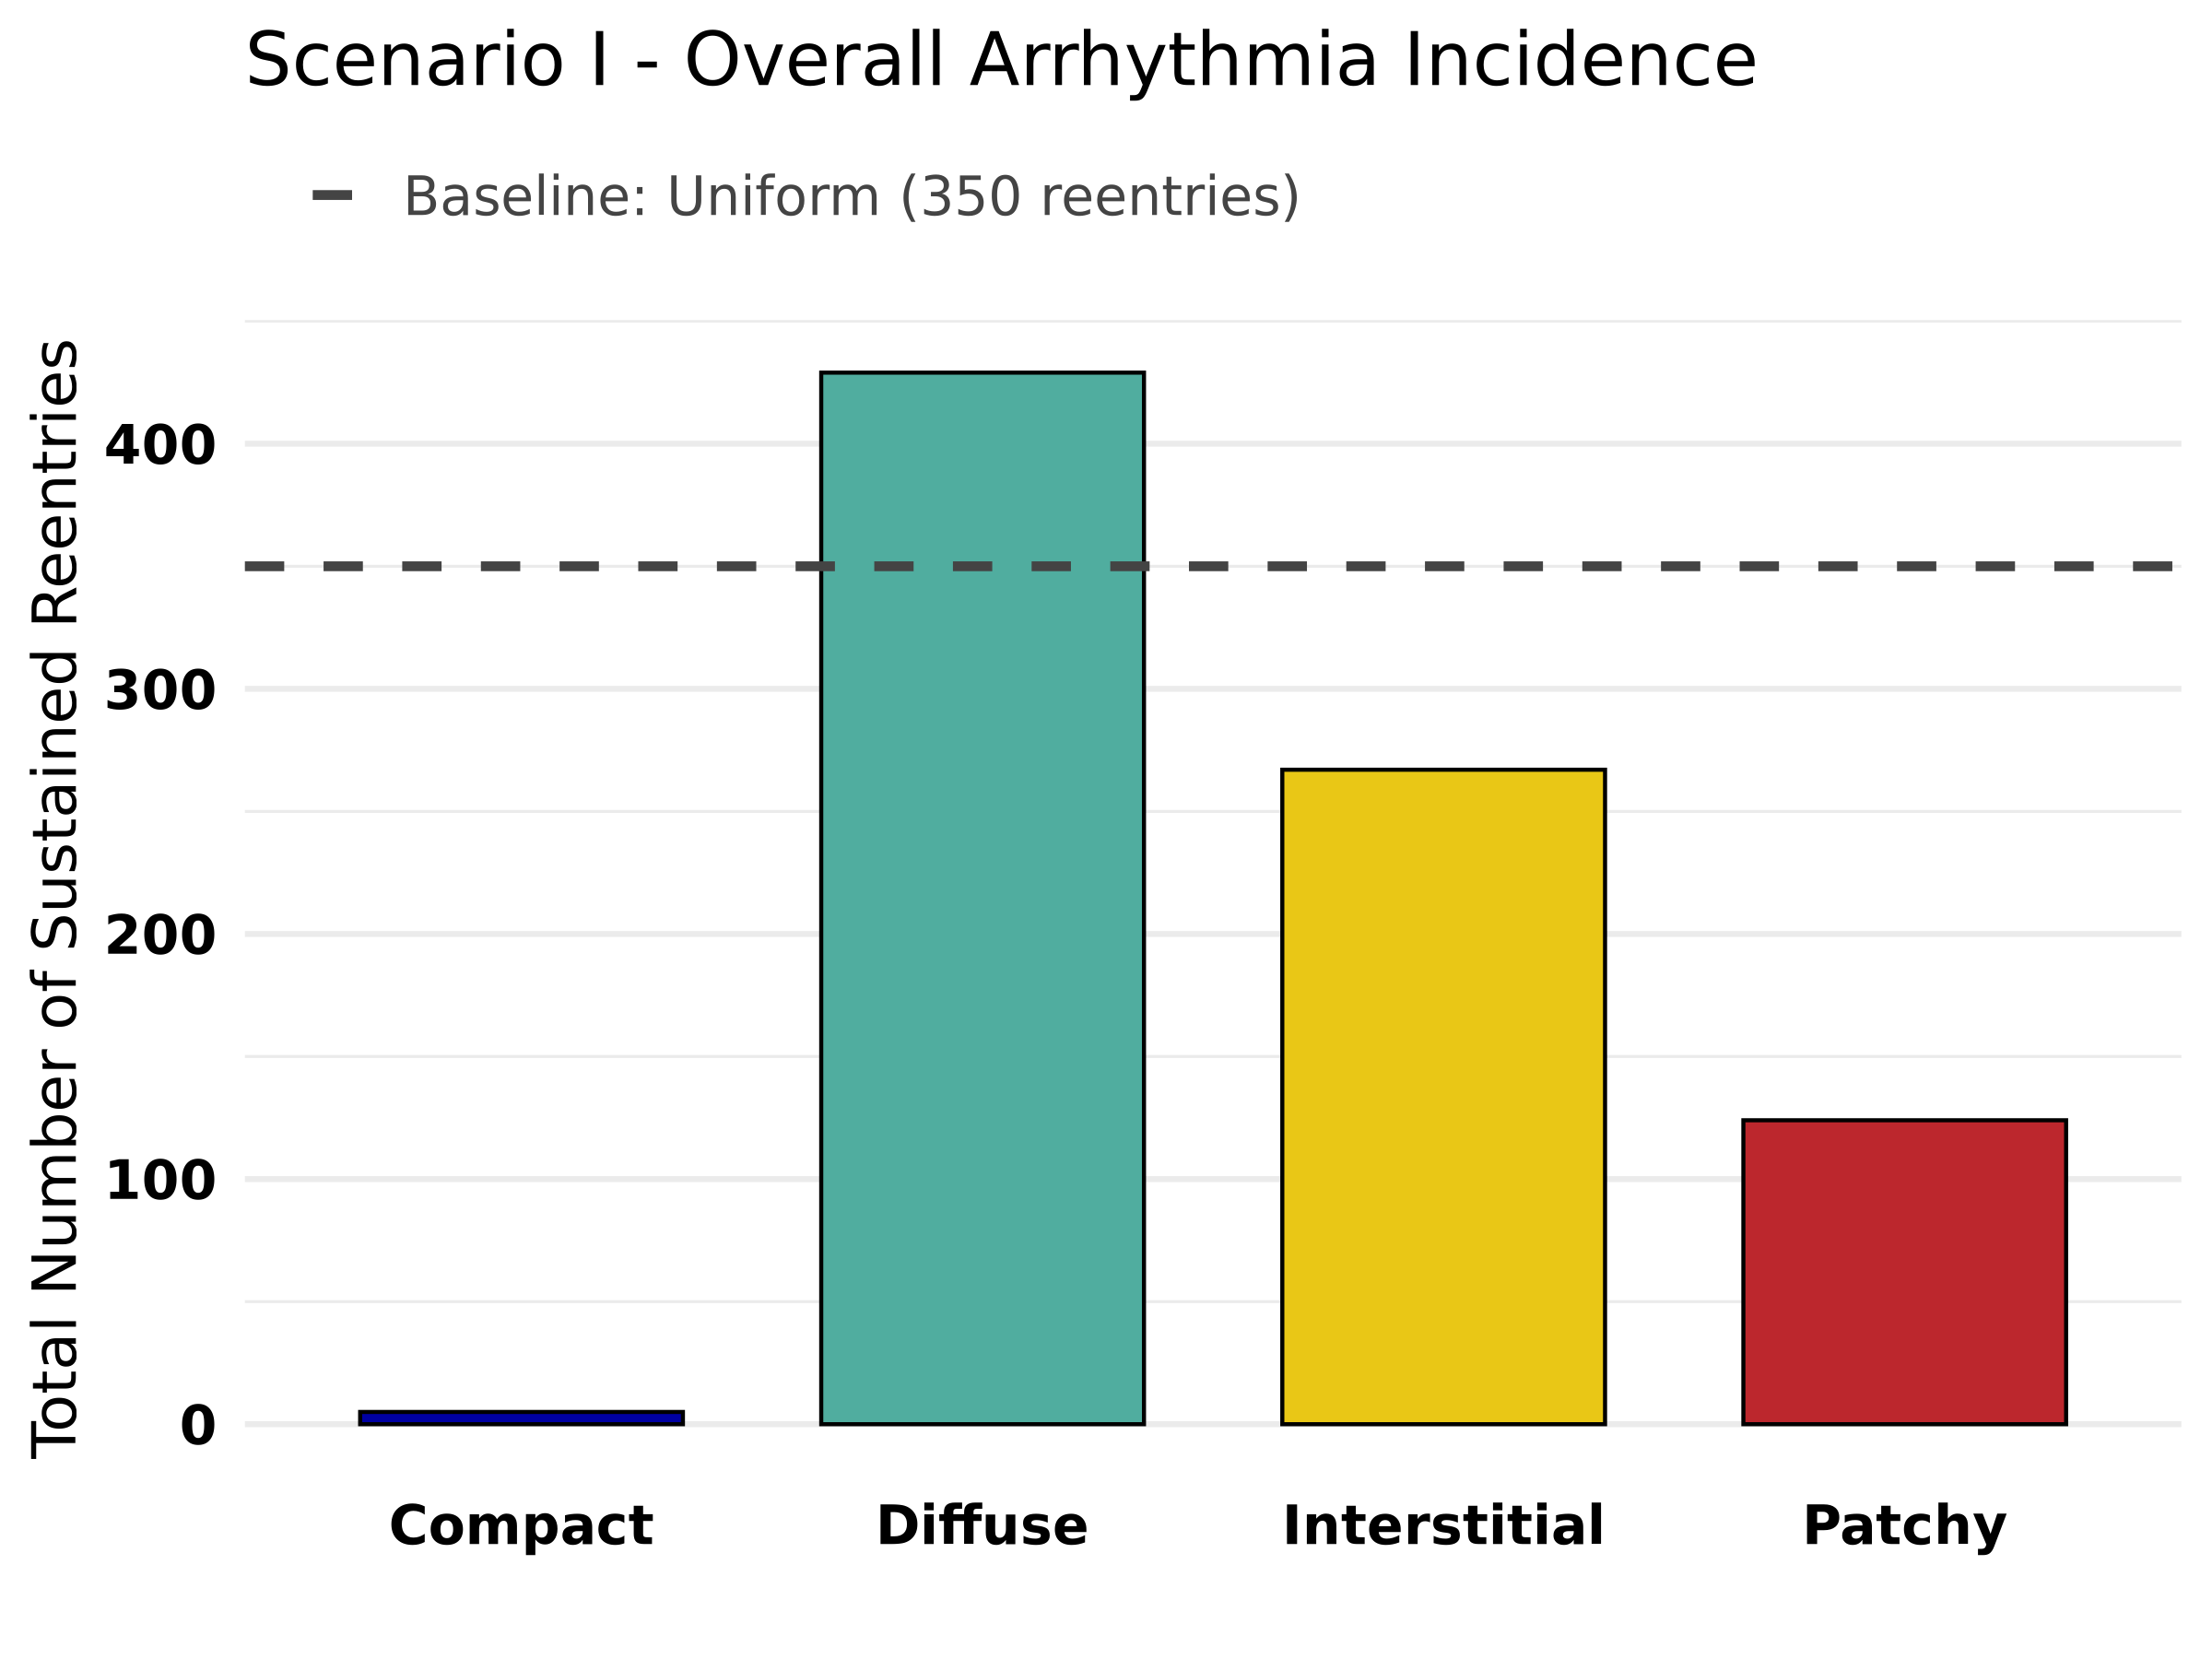 Scenario I - Overall Arrhythmia Incidence
Baseline: Uniform (350 reentries)
Total Number of Sustained Reentries
400
300
200
100
0
Compact
Diffuse
Interstitial
Patchy